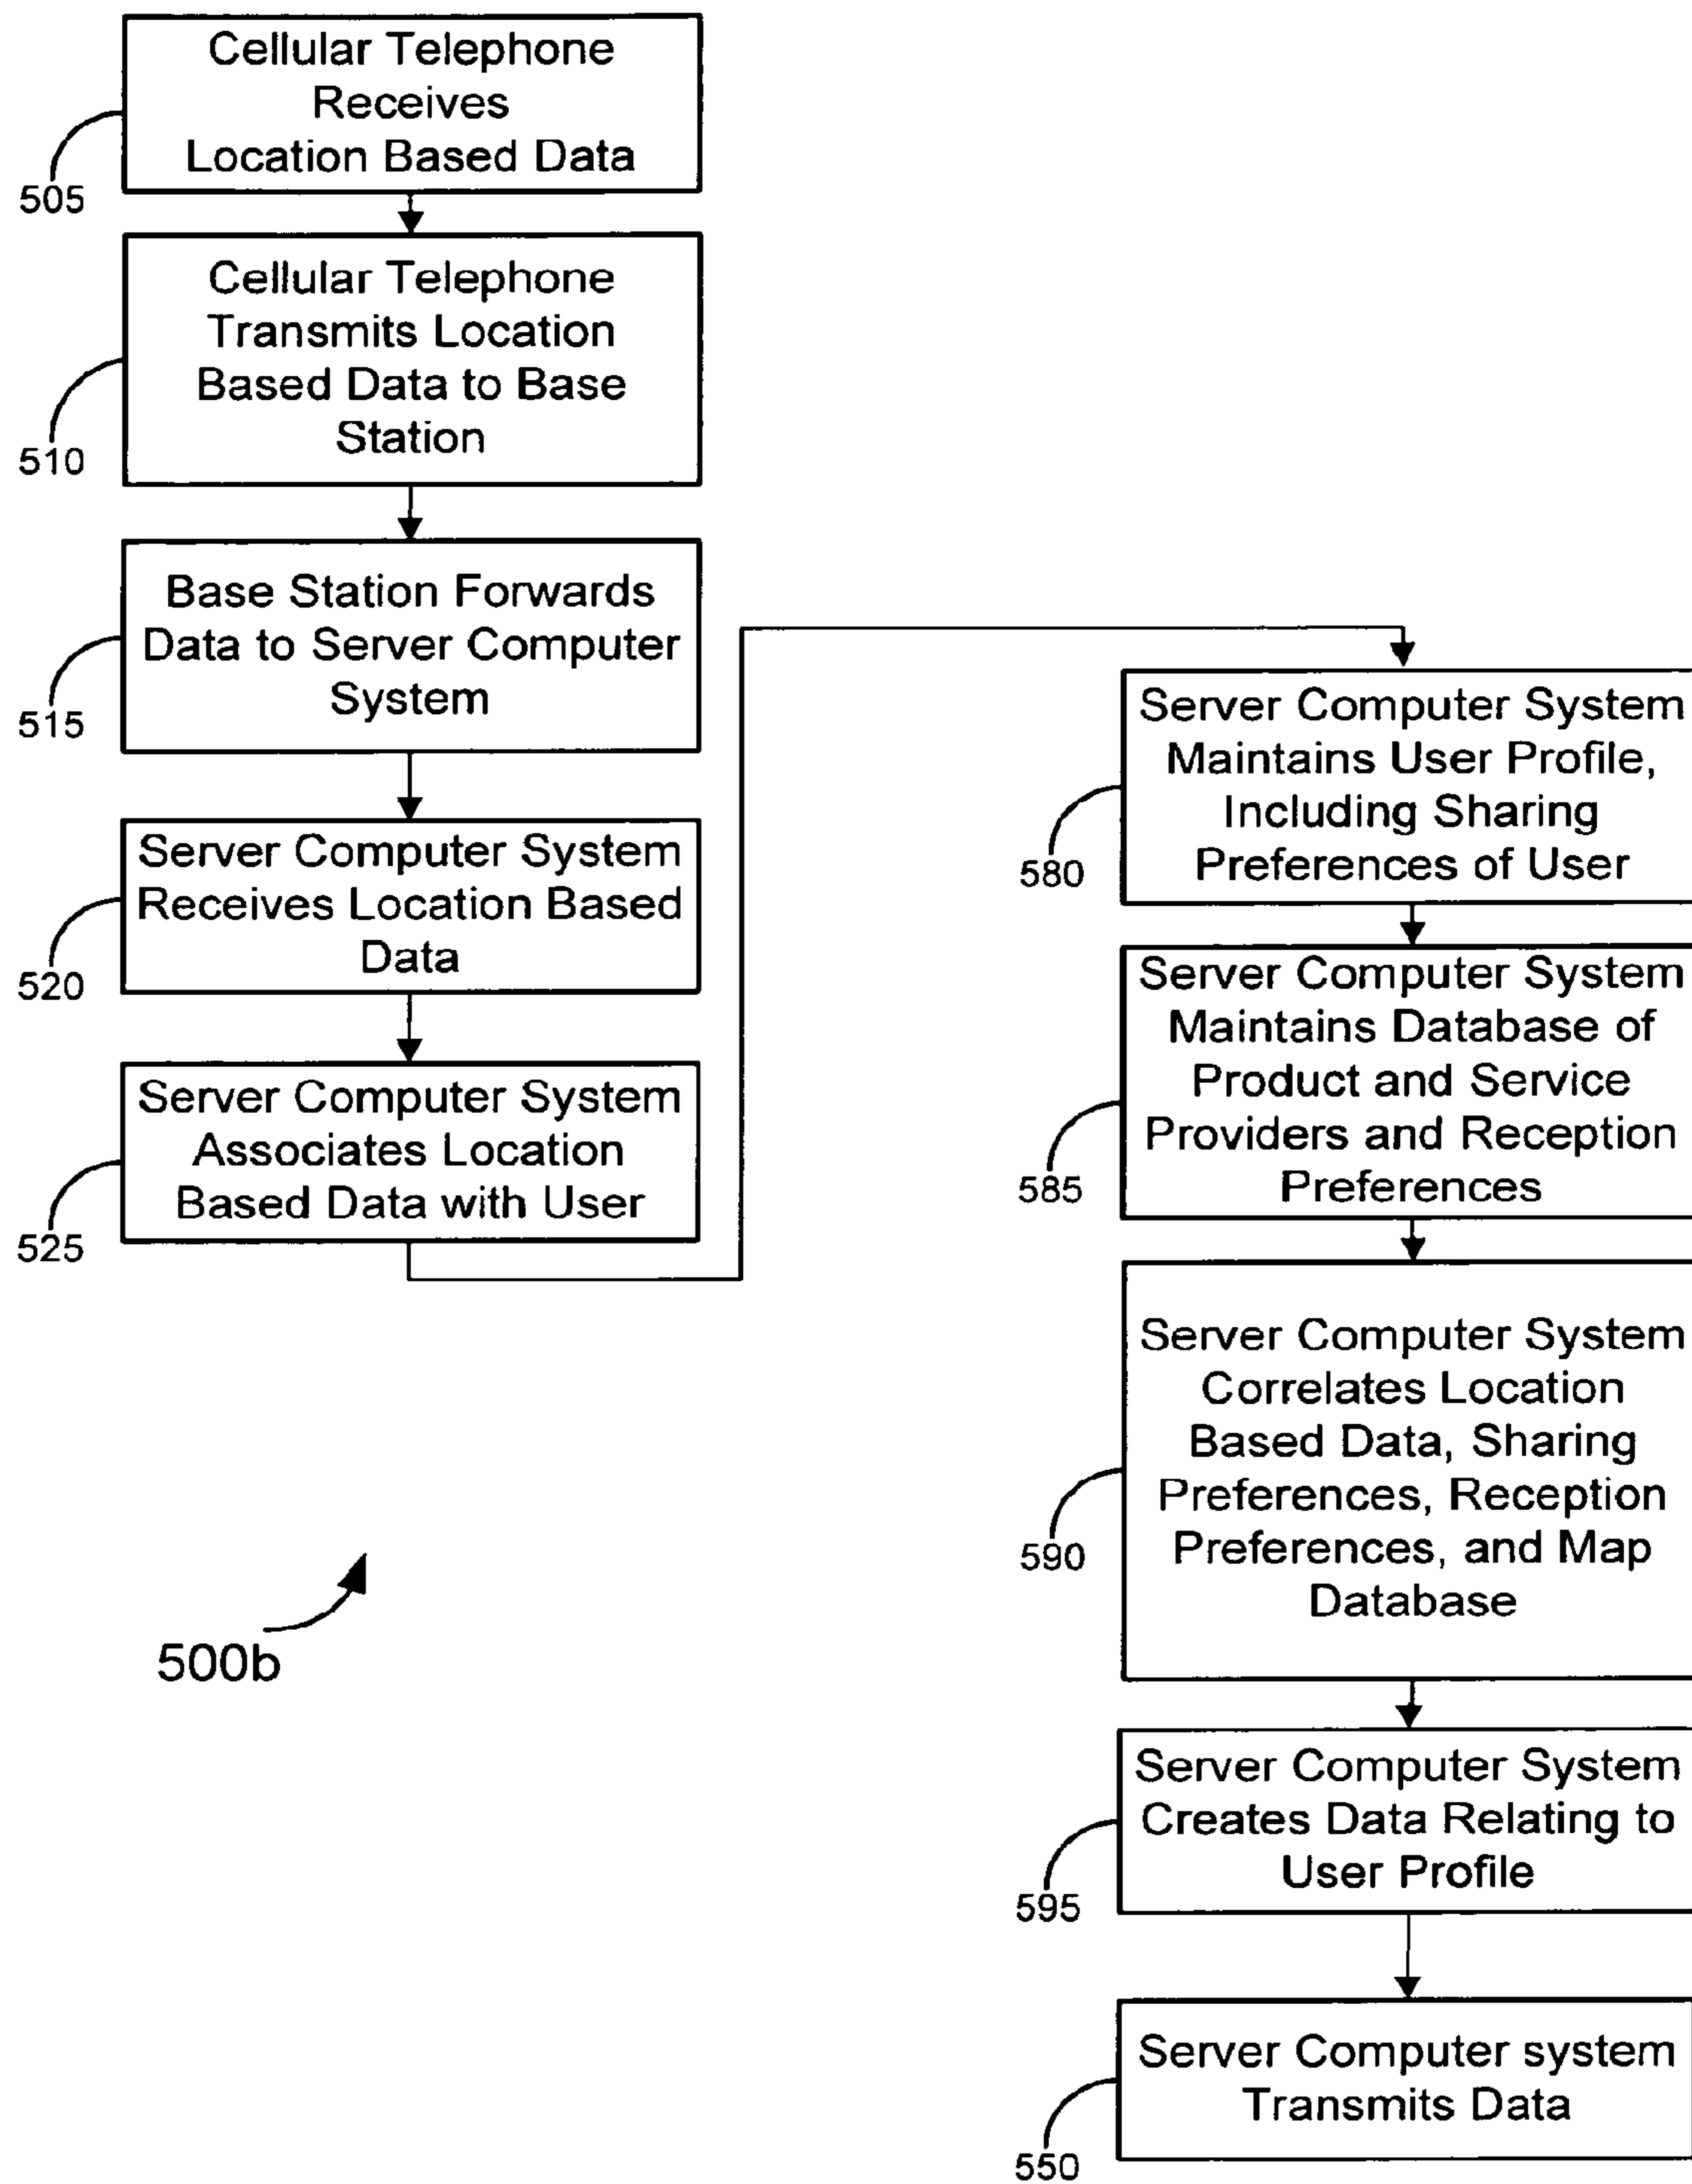 Cellular Telephone
Receives
Location Based Data
505
Cellular Telephone
Transmits Location
Based Data to Base
Station
510
Base Station Forwards
Data to Server Computer
System
515
Server Computer System
Receives Location Based
Data
520
Server Computer System
Associates Location
Based Data with User
525
Server Computer System
Maintains User Profile,
Including Sharing
Preferences of User
580
Server Computer System
Maintains Database of
Product and Service
Providers and Reception
Preferences
585
Server Computer System
Correlates Location
Based Data, Sharing
Preferences, Reception
Preferences, and Map
Database
590
Server Computer System
Creates Data Relating to
User Profile
595
Server Computer system
Transmits Data
550
500b